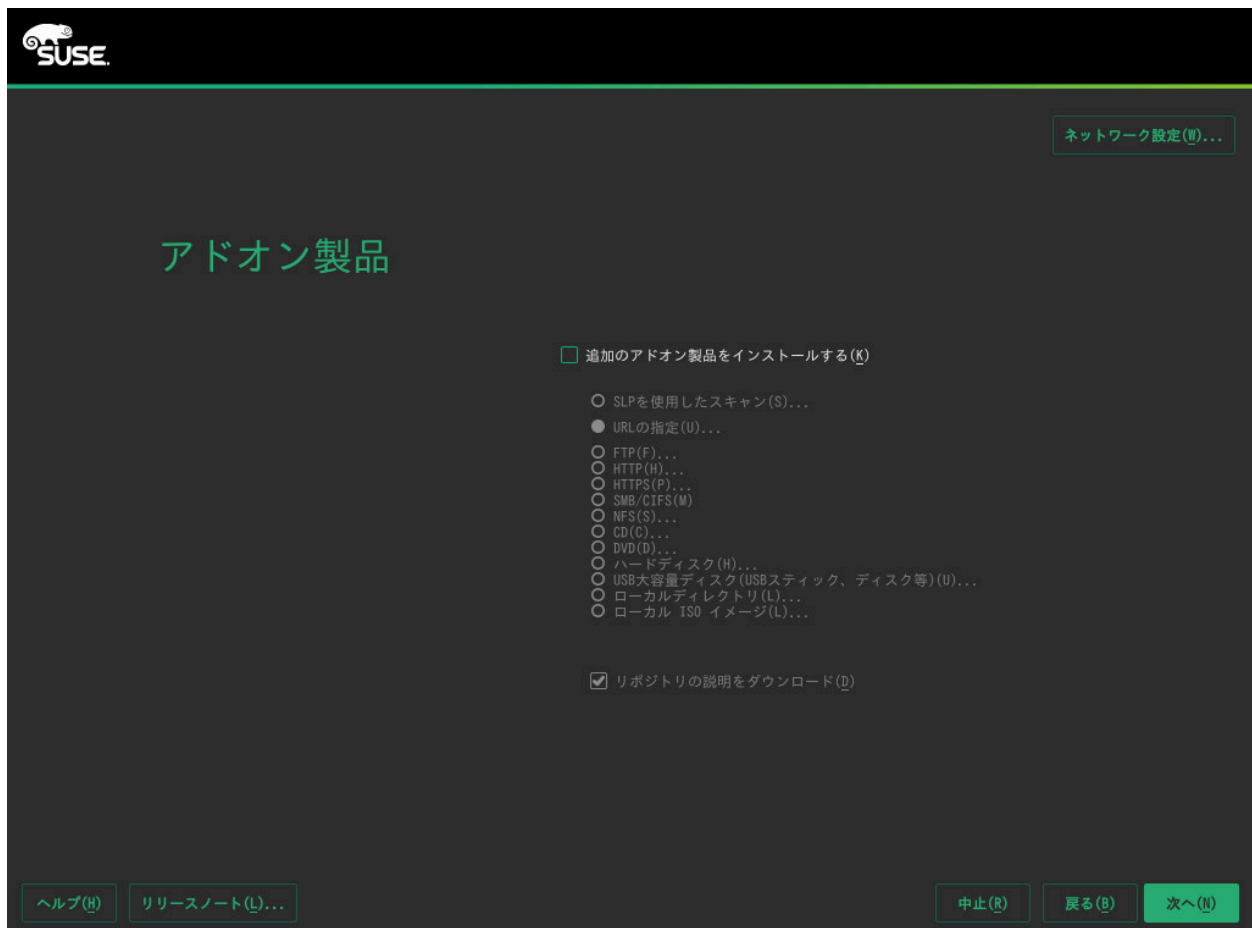 SUSE.
ネットワーク設定(W)...
アドオン製品
追加のアドオン製品をインストールする(K)
SLPを使用したスキャン(S)...
URLの指定(U)...
FTP(F)...
HTTP(H)...
HTTPS(P)...
SMB/CIFS(M)
NFS(S)...
CD(C)...
DVD(D)...
ハードディスク(H)...
USB大容量ディスク(USBスティック、ディスク等)(U)...
ローカルディレクトリ(L)...
ローカル ISO イメージ(L)...
リポジトリの説明をダウンロード(D)
ヘルプ(H) リリースノート(L)... 中止(R) 戻る(B) 次へ(N)